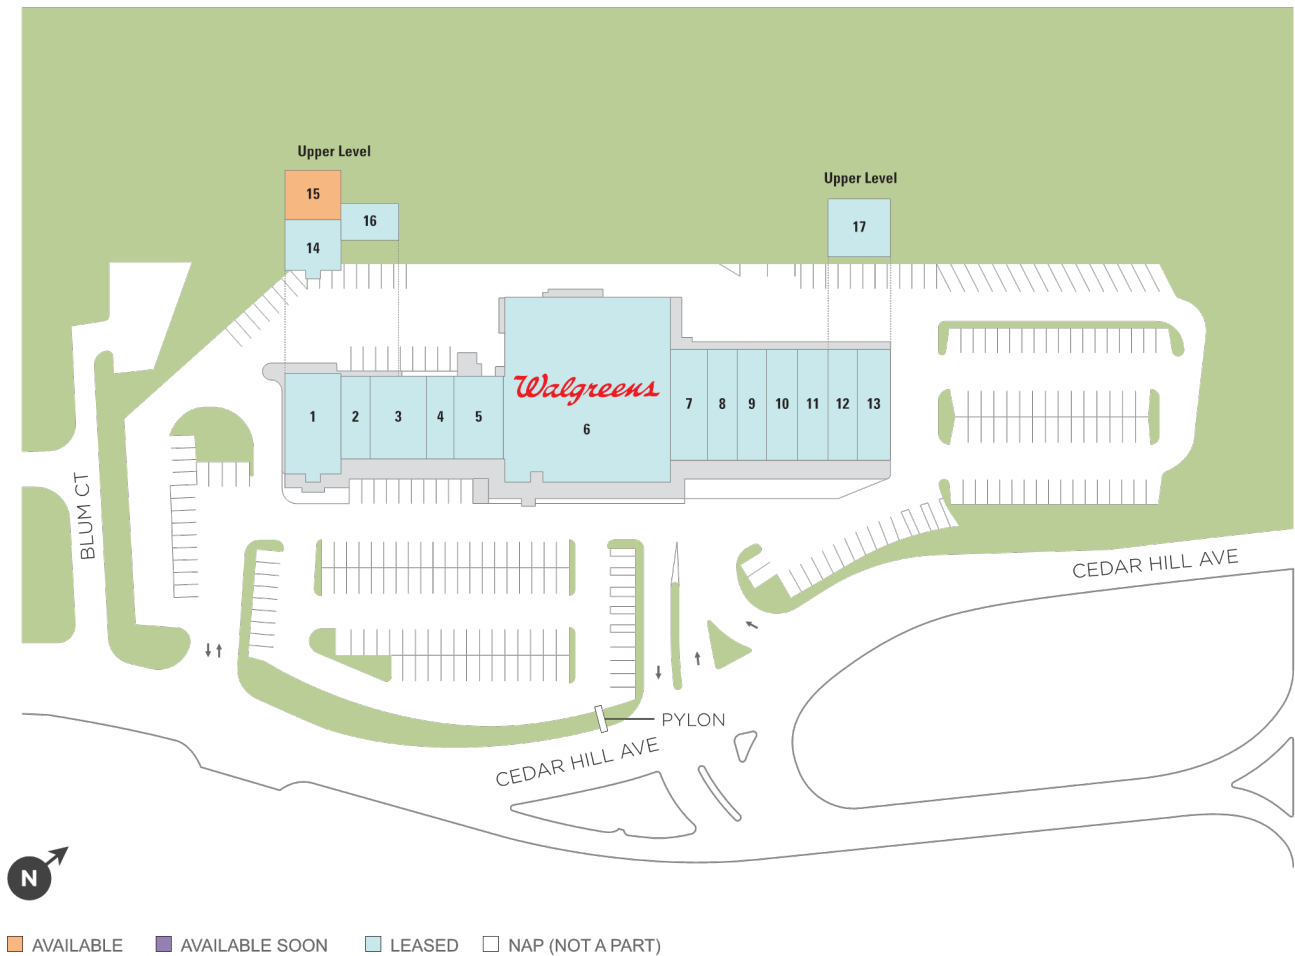 Upper Level
15
16
14
Upper Level
17
Walgreens
1
2
3
4
5
6
7
8
9
10
11
12
13
BLUM CT
CEDAR HILL AVE
PYLON
CEDAR HILL AVE
N
AVAILABLE
AVAILABLE SOON
LEASED
NAP (NOT A PART)